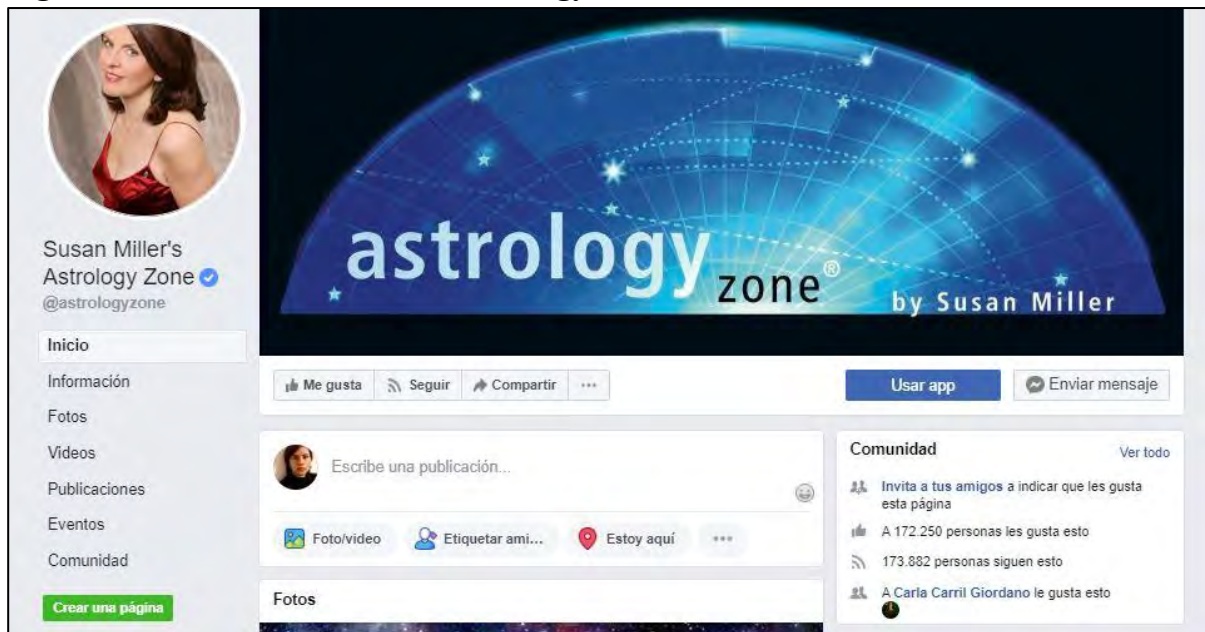 astrology
zone®
by Susan Miller
Susan Miller's
Astrology Zone
@astrologyzone
Inicio
Información
Fotos
Videos
Publicaciones
Eventos
Comunidad
Crear una página
Me gusta
Seguir
Compartir
...
Usar app
Enviar mensaje
Escribe una publicación...
Foto/video
Etiquetar ami...
Estoy aquí
...
Fotos
Comunidad
Ver todo
Invita a tus amigos a indicar que les gusta
esta página
A 172.250 personas les gusta esto
173.882 personas siguen esto
A Carla Carril Giordano le gusta esto